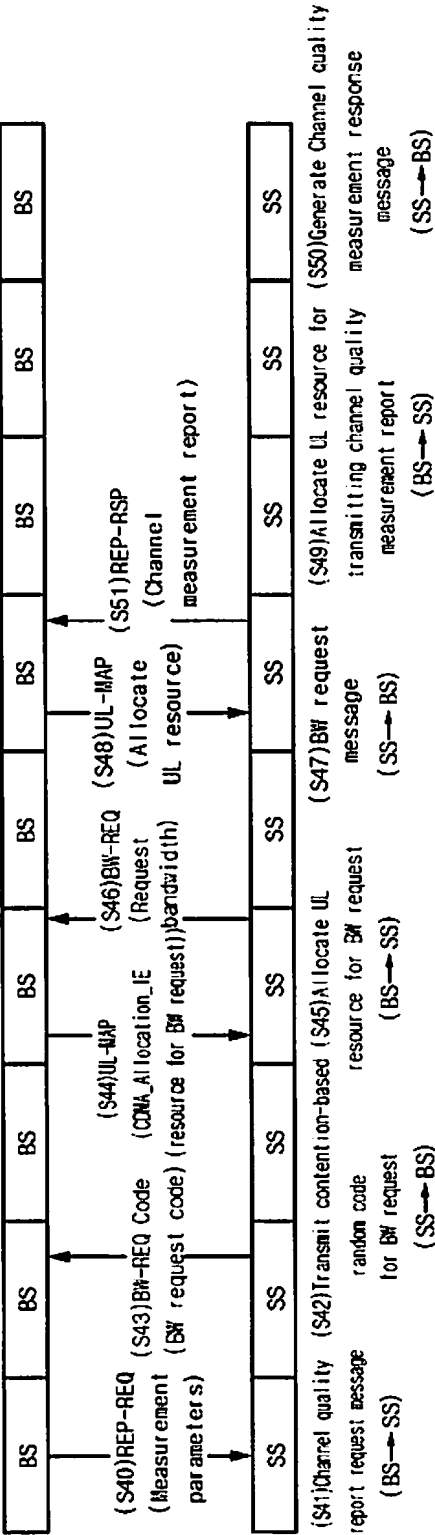 BS BS BS BS BS BS BS BS BS
(S40)REP-REQ
(Measurement
parameters)
(S43)BW-REQ Code
(BW request code)
(S44)UL-MAP
(CDMA_Allocation_IE
(resource for BW request))
(S46)BW-REQ
(Request
bandwidth)
(S48)UL-MAP
(Allocate
UL resource)
(S51)REP-RSP
(Channel
measurement report)
SS SS SS SS SS SS SS SS SS
(S41)Channel quality
report request message
(BS→SS)
(S42)Transmit contention-based
random code
for BW request
(SS→BS)
(S45)Allocate UL
resource for BW request
(BS→SS)
(S47)BW request
message
(SS→BS)
(S49)Allocate UL resource for
transmitting channel quality
measurement report
(BS→SS)
(S50)Generate Channel quality
measurement response
message
(SS→BS)